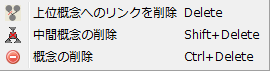 上位概念へのリンクを削除 Delete
中間概念の削除 Shift+Delete
概念の削除 Ctrl+Delete